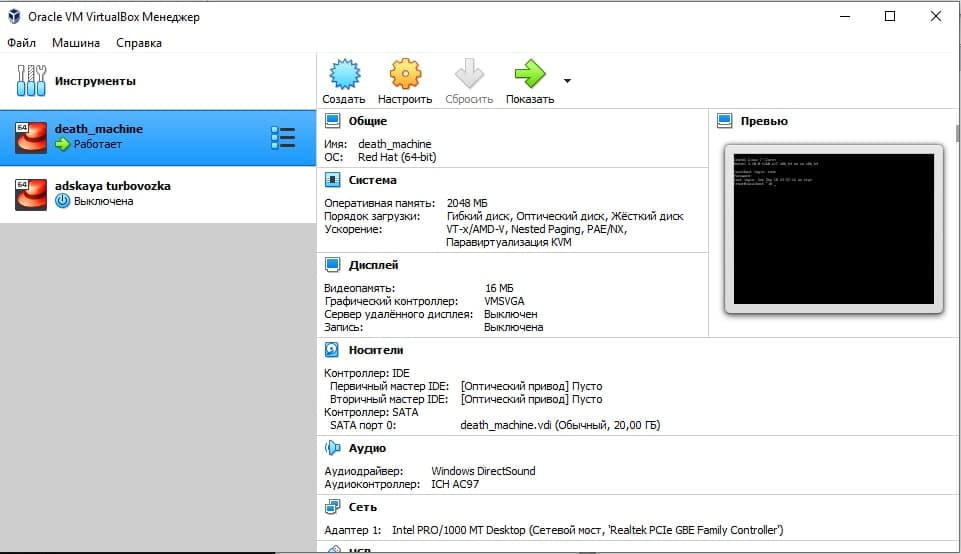 Oracle VM VirtualBox Менеджер
Файл Машина Справка
Инструменты
Создать Настроить Сбросить Показать
64
death_machine
Работает
64
adskaya turbovozka
Выключена
Общие
Имя: death_machine
ОС: Red Hat (64-bit)
Система
Оперативная память: 2048 МБ
Порядок загрузки: Гибкий диск, Оптический диск, Жёсткий диск
Ускорение: VT-x/AMD-V, Nested Paging, PAE/NX,
Паравиртуализация KVM
Дисплей
Видеопамять: 16 МБ
Графический контроллер: VMSVGA
Сервер удалённого дисплея: Выключен
Запись: Выключена
Превью
Носители
Контроллер: IDE
Первичный мастер IDE: [Оптический привод] Пусто
Вторичный мастер IDE: [Оптический привод] Пусто
Контроллер: SATA
SATA порт 0: death_machine.vdi (Обычный, 20,00 ГБ)
Аудио
Аудиодрайвер: Windows DirectSound
Аудиоконтроллер: ICH AC97
Сеть
Адаптер 1: Intel PRO/1000 MT Desktop (Сетевой мост, 'Realtek PCIe GBE Family Controller')
USB